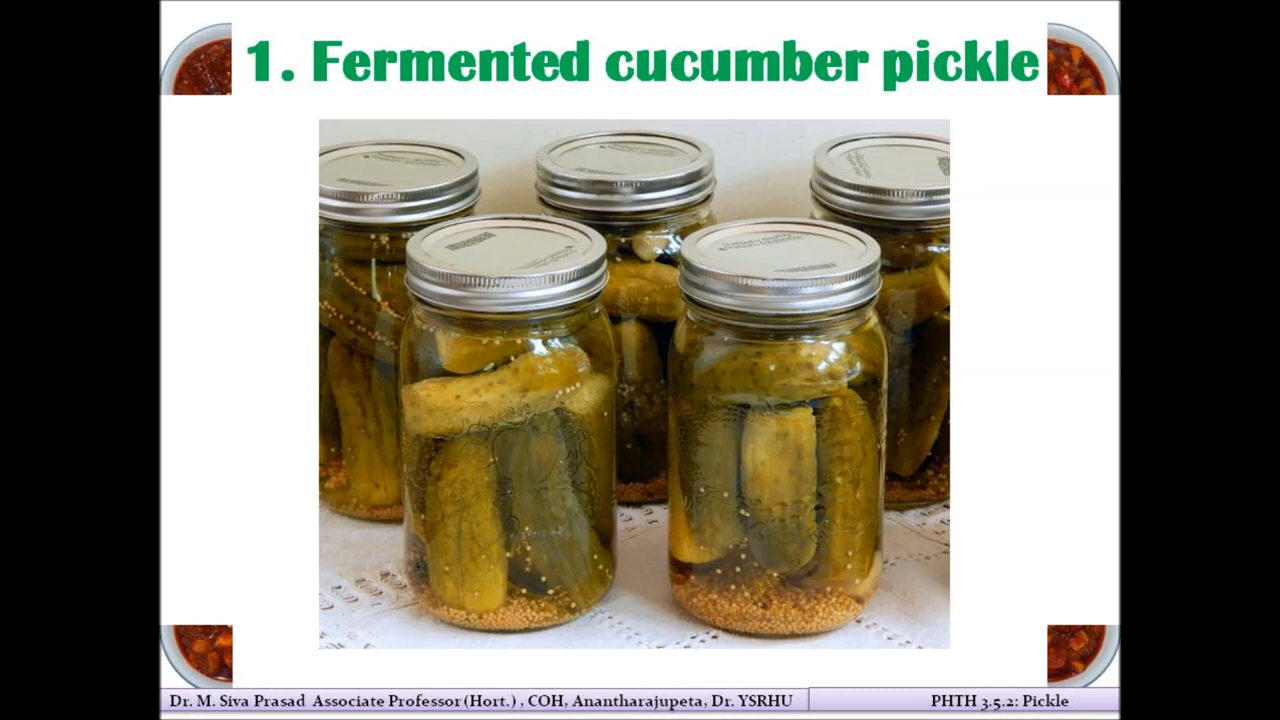 1. Fermented cucumber pickle
Dr. M. Siva Prasad Associate Professor (Hort.) , COH, Anantharajupeta, Dr. YSRHU
PHTH 3.5.2: Pickle